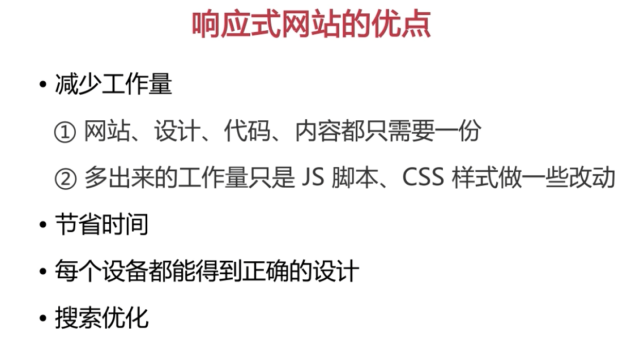 响应式网站的优点
• 减少工作量
① 网站、设计、代码、内容都只需要一份
② 多出来的工作量只是 JS 脚本、CSS 样式做一些改动
• 节省时间
• 每个设备都能得到正确的设计
• 搜索优化